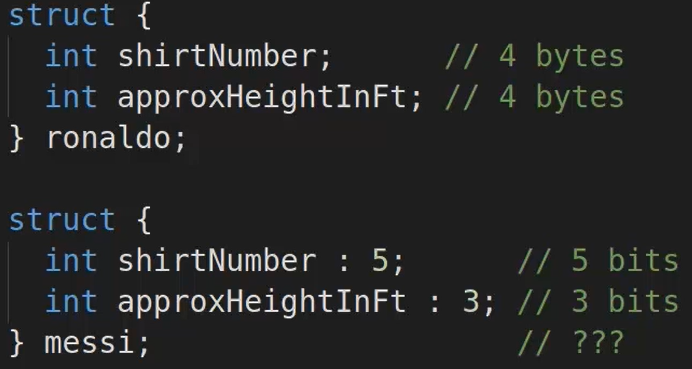 struct {
  int shirtNumber;      // 4 bytes
  int approxHeightInFt; // 4 bytes
} ronaldo;
struct {
  int shirtNumber : 5;      // 5 bits
  int approxHeightInFt : 3; // 3 bits
} messi;                    // ???